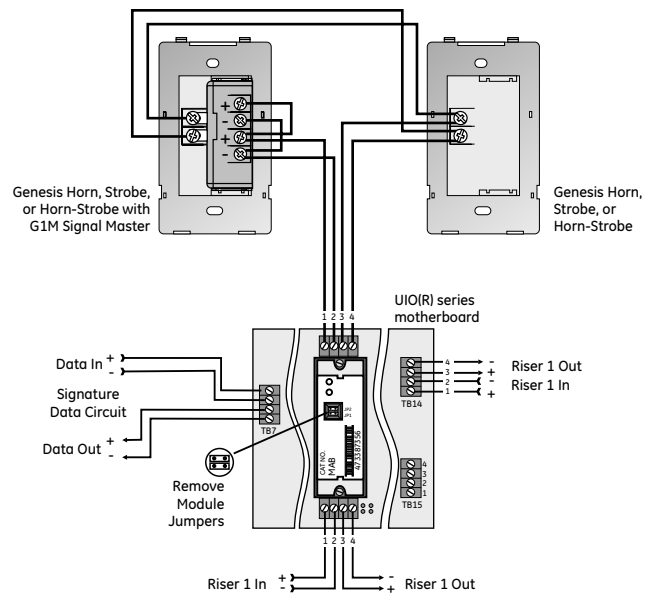 +
-
+
-
Genesis Horn, Strobe,
or Horn-Strobe with
G1M Signal Master
Genesis Horn,
Strobe, or
Horn-Strobe
1 2 3 4
UIO(R) series
motherboard
Data In + -
Signature
Data Circuit
Data Out + -
TB7
JP2
JP1
CAT NO.
MAB
4733387356
Remove
Module
Jumpers
4 - Riser 1 Out
3 +
2 - Riser 1 In
1 +
TB14
4
3
2
1
TB15
1 2 3 4
Riser 1 In + -
- + Riser 1 Out